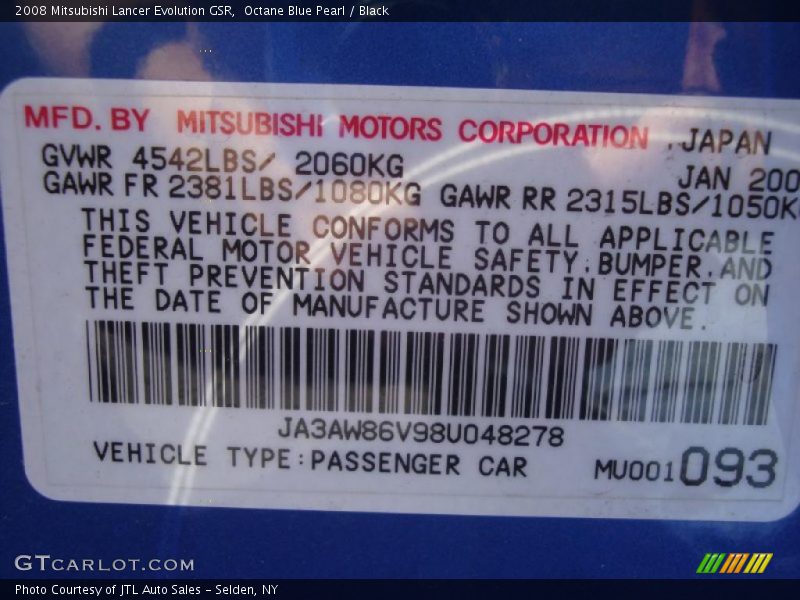 2008 Mitsubishi Lancer Evolution GSR, Octane Blue Pearl / Black
MFD. BY MITSUBISHI MOTORS CORPORATION , JAPAN
GVWR 4542LBS/ 2060KG JAN 200
GAWR FR 2381LBS/1080KG GAWR RR 2315LBS/1050K
THIS VEHICLE CONFORMS TO ALL APPLICABLE
FEDERAL MOTOR VEHICLE SAFETY, BUMPER, AND
THEFT PREVENTION STANDARDS IN EFFECT ON
THE DATE OF MANUFACTURE SHOWN ABOVE.
JA3AW86V98U048278
VEHICLE TYPE:PASSENGER CAR MU001093
GTCARLOT.COM
Photo Courtesy of JTL Auto Sales - Selden, NY